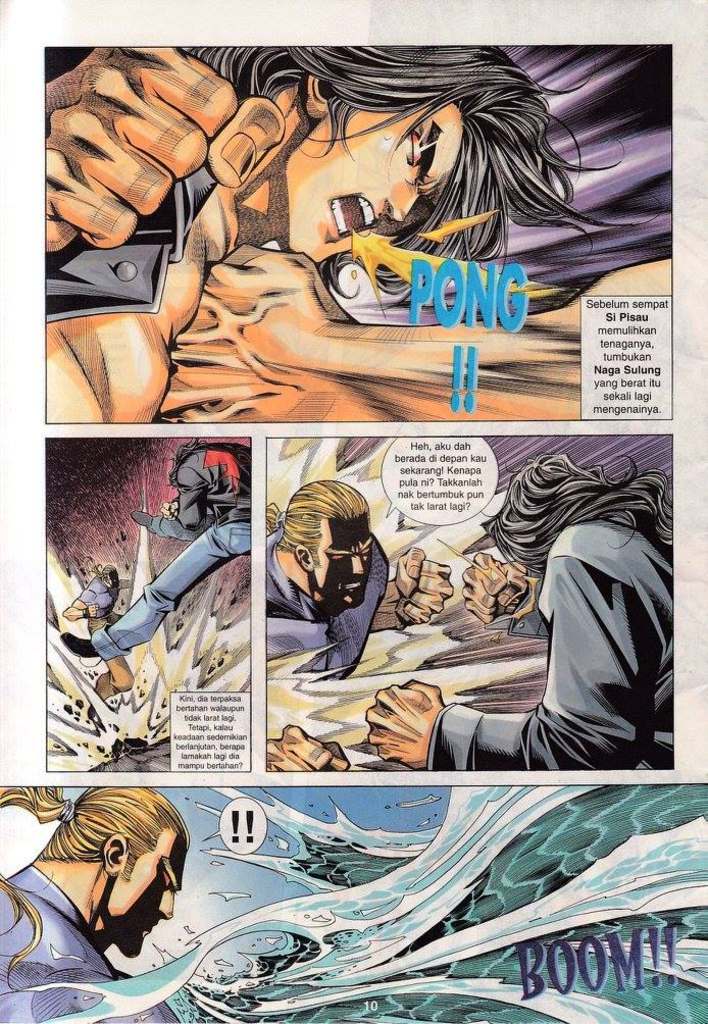 PONG
!!
Sebelum sempat
Si Pisau
memulihkan
tenaganya,
tumbukan
Naga Sulung
yang berat itu
sekali lagi
mengenainya.
Kini, dia terpaksa
bertahan walaupun
tidak larat lagi.
Tetapi, kalau
keadaan sedemikian
berlanjutan, berapa
lamakah lagi dia
mampu bertahan?
Heh, aku dah
berada di depan kau
sekarang! Kenapa
pula ni? Takkanlah
nak bertumbuk pun
tak larat lagi?
!!
BOOM!!
10